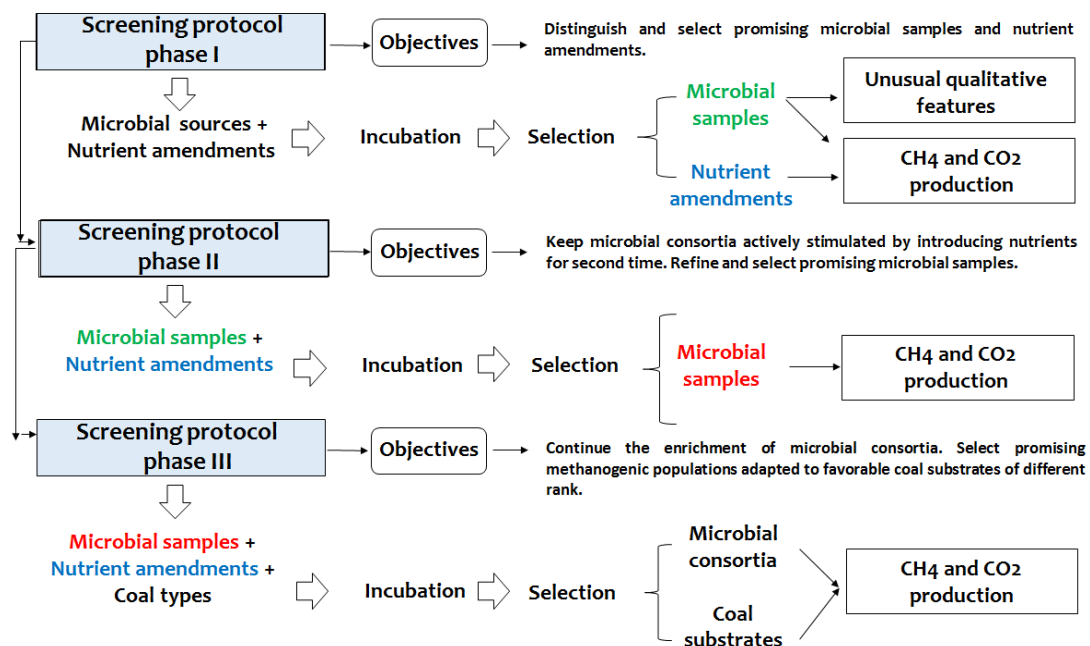 Screening protocol
phase I
Objectives
Distinguish and select promising microbial samples and nutrient
amendments.
Microbial sources +
Nutrient amendments
Incubation
Selection
Microbial
samples
Unusual qualitative
features
Nutrient
amendments
CH4 and CO2
production
Screening protocol
phase II
Objectives
Keep microbial consortia actively stimulated by introducing nutrients
for second time. Refine and select promising microbial samples.
Microbial samples +
Nutrient amendments
Incubation
Selection
Microbial
samples
CH4 and CO2
production
Screening protocol
phase III
Objectives
Continue the enrichment of microbial consortia. Select promising
methanogenic populations adapted to favorable coal substrates of different
rank.
Microbial samples +
Nutrient amendments +
Coal types
Incubation
Selection
Microbial
consortia
Coal
substrates
CH4 and CO2
production